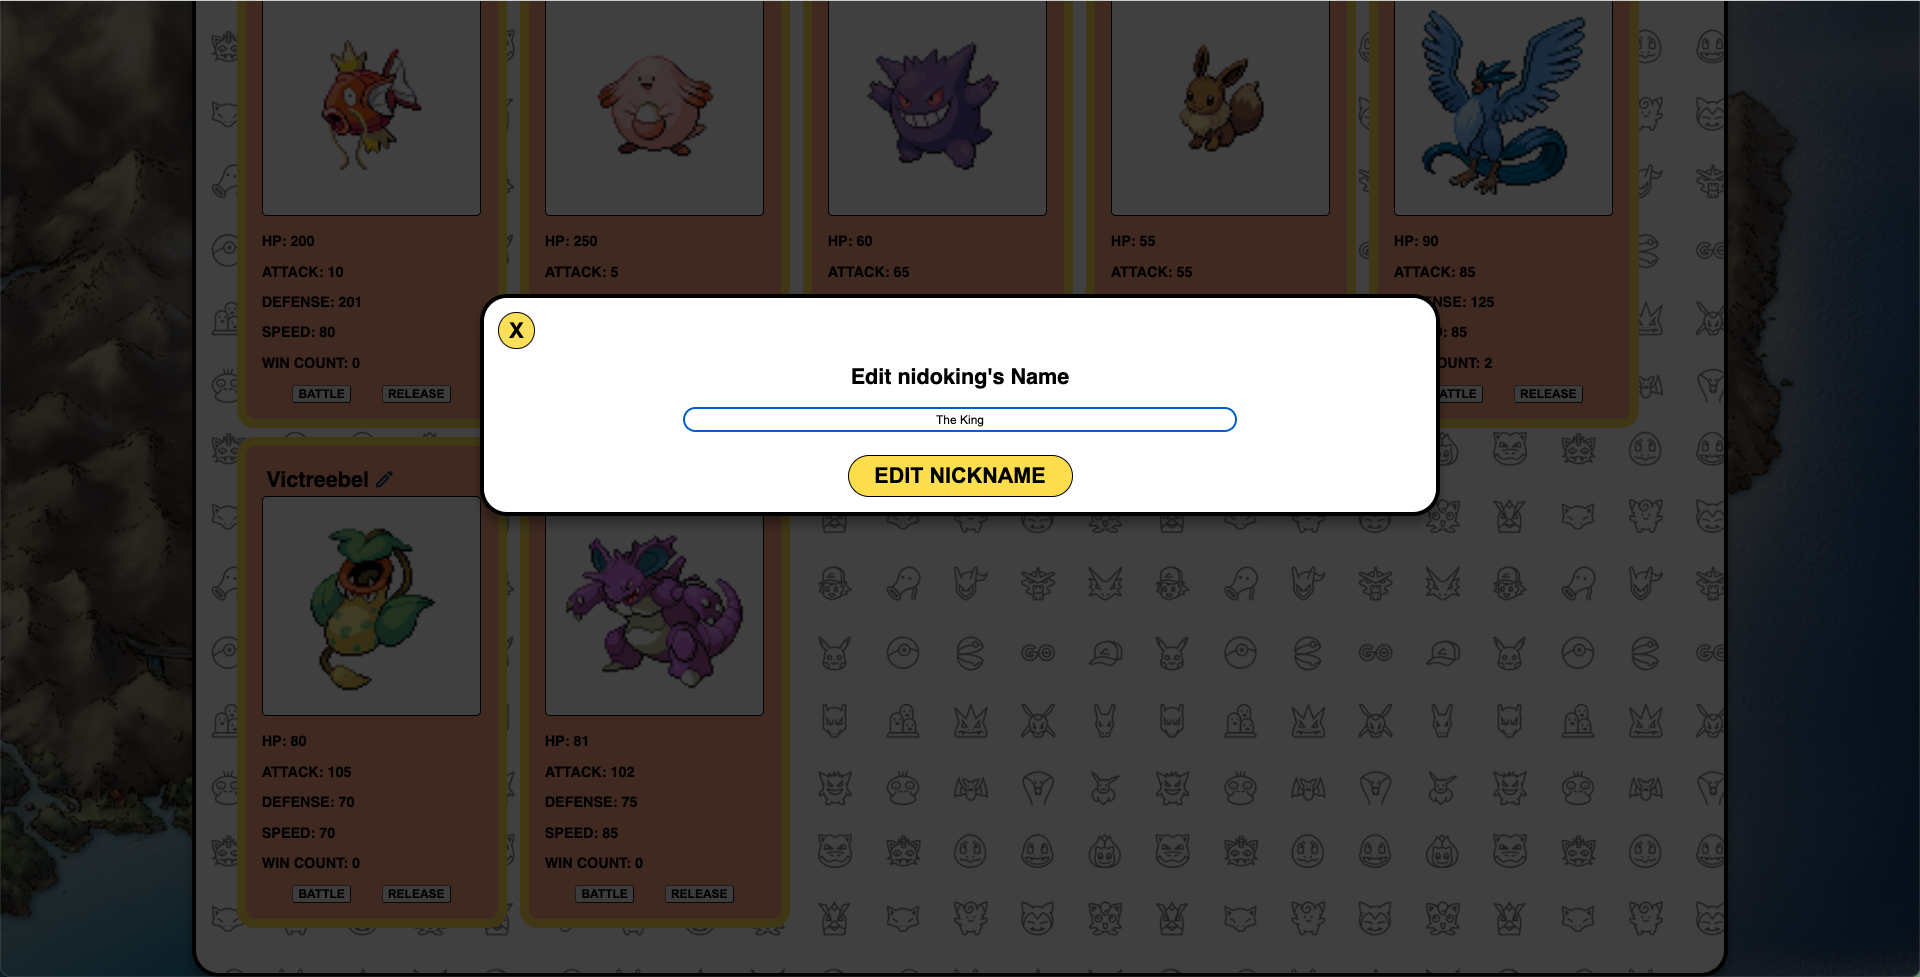 HP: 200
ATTACK: 10
DEFENSE: 201
SPEED: 80
WIN COUNT: 0
BATTLE RELEASE
HP: 250
ATTACK: 5
HP: 60
ATTACK: 65
HP: 55
ATTACK: 55
HP: 90
ATTACK: 85
NSE: 125
: 85
OUNT: 2
ATTLE RELEASE
X
Edit nidoking's Name
The King
EDIT NICKNAME
Victreebel
HP: 80
ATTACK: 105
DEFENSE: 70
SPEED: 70
WIN COUNT: 0
BATTLE RELEASE
HP: 81
ATTACK: 102
DEFENSE: 75
SPEED: 85
WIN COUNT: 0
BATTLE RELEASE